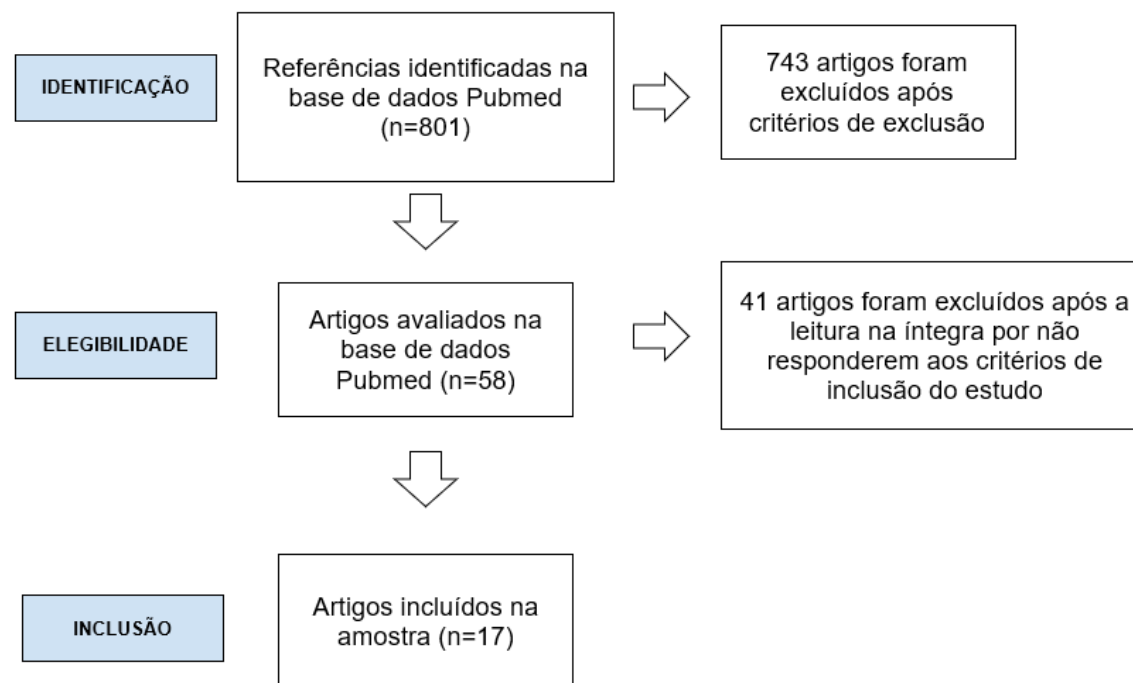 IDENTIFICAÇÃO
Referências identificadas na
base de dados Pubmed
(n=801)
743 artigos foram
excluídos após
critérios de exclusão
ELEGIBILIDADE
Artigos avaliados na
base de dados
Pubmed (n=58)
41 artigos foram excluídos após a
leitura na íntegra por não
responderem aos critérios de
inclusão do estudo
INCLUSÃO
Artigos incluídos na
amostra (n=17)